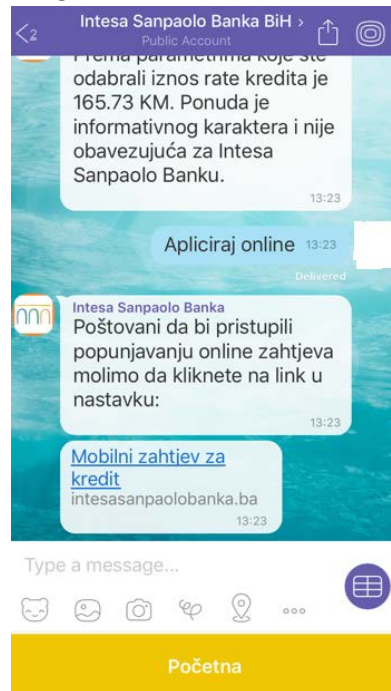 2
Intesa Sanpaolo Banka BiH >
Public Account
Prema parametrima koje ste
odabrali iznos rate kredita je
165.73 KM. Ponuda je
informativnog karaktera i nije
obavezujuća za Intesa
Sanpaolo Banku.
13:23
Apliciraj online 13:23
Delivered
Intesa Sanpaolo Banka
Poštovani da bi pristupili
popunjavanju online zahtjeva
molimo da kliknete na link u
nastavku:
13:23
Mobilni zahtjev za
kredit
intesasanpaolobanka.ba
13:23
Type a message...
Početna